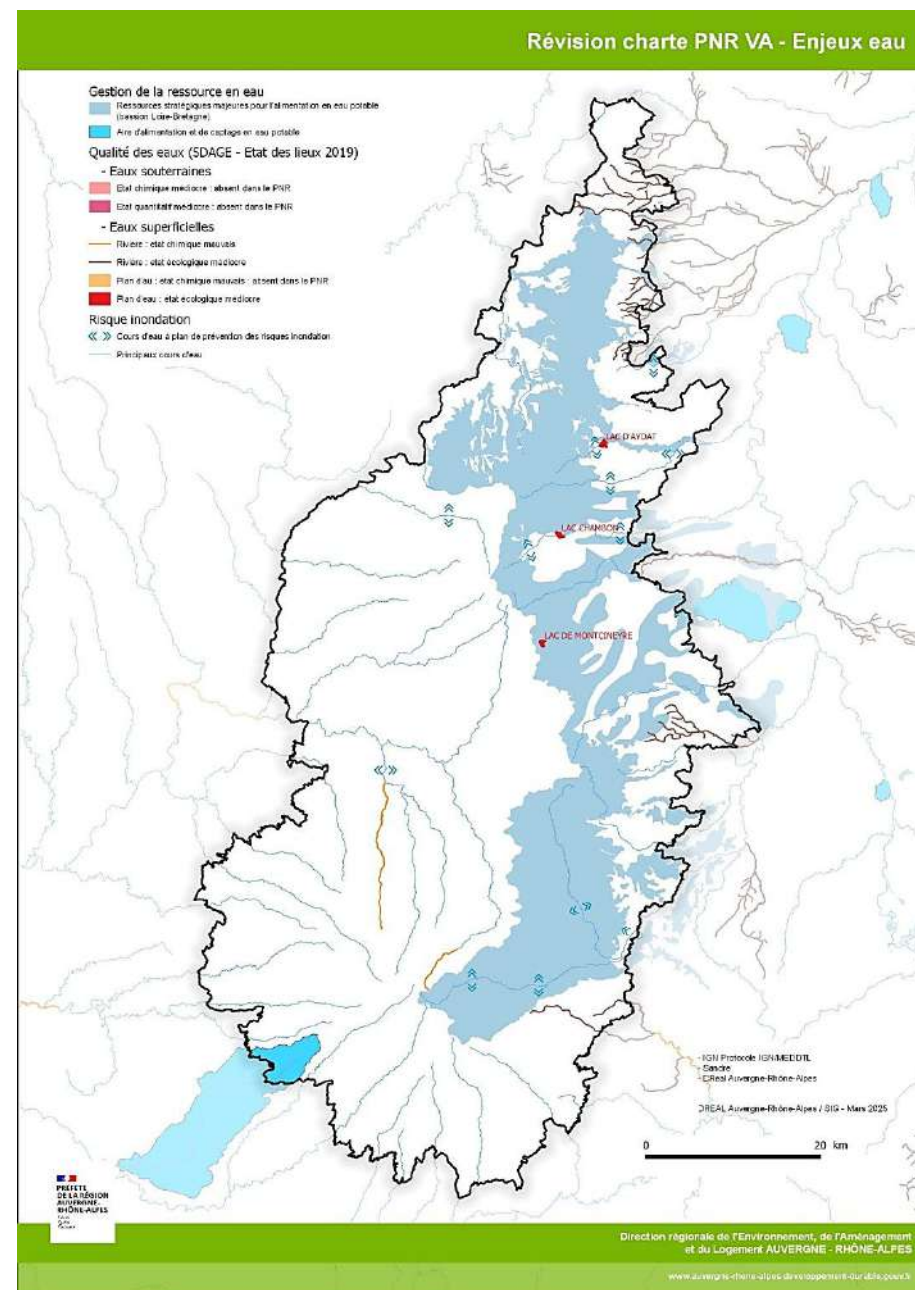 Révision charte PNR VA - Enjeux eau
Gestion de la ressource en eau
Ressources stratégiques majeures pour l'alimentation en eau potable
(bassion Loire-Bretagne)
Aire d'alimentation et de captage en eau potable
Qualité des eaux (SDAGE - Etat des lieux 2019)
- Eaux souterraines
Etat chimique médiocre : absent dans le PNR
Etat quantitatif médiocre : absent dans le PNR
- Eaux superficielles
Rivière : etat chimique mauvais
Rivière : etat écologique médiocre
Plan d'au : etat chimique mauvais : absent dans le PNR
Plan d'eau : etat écologique médiocre
Risque inondation
Cours d'eau à plan de prévention des risques inondation
Principaux cours d'eau
LAC D'AYDAT
LAC CHAMBON
LAC DE MONTCINEYRE
- IGN Protocole IGN/MEDDTL
- Sandre
- DReal Auvergne-Rhône-Alpes
DREAL Auvergne-Rhône-Alpes / SIG - Mars 2025
0 20 km
PRÉFÈTE
DE LA RÉGION
AUVERGNE-
RHÔNE-ALPES
Direction régionale de l'Environnement, de l'Aménagement
et du Logement AUVERGNE - RHÔNE-ALPES
www.auvergne-rhone-alpes.developpement-durable.gouv.fr